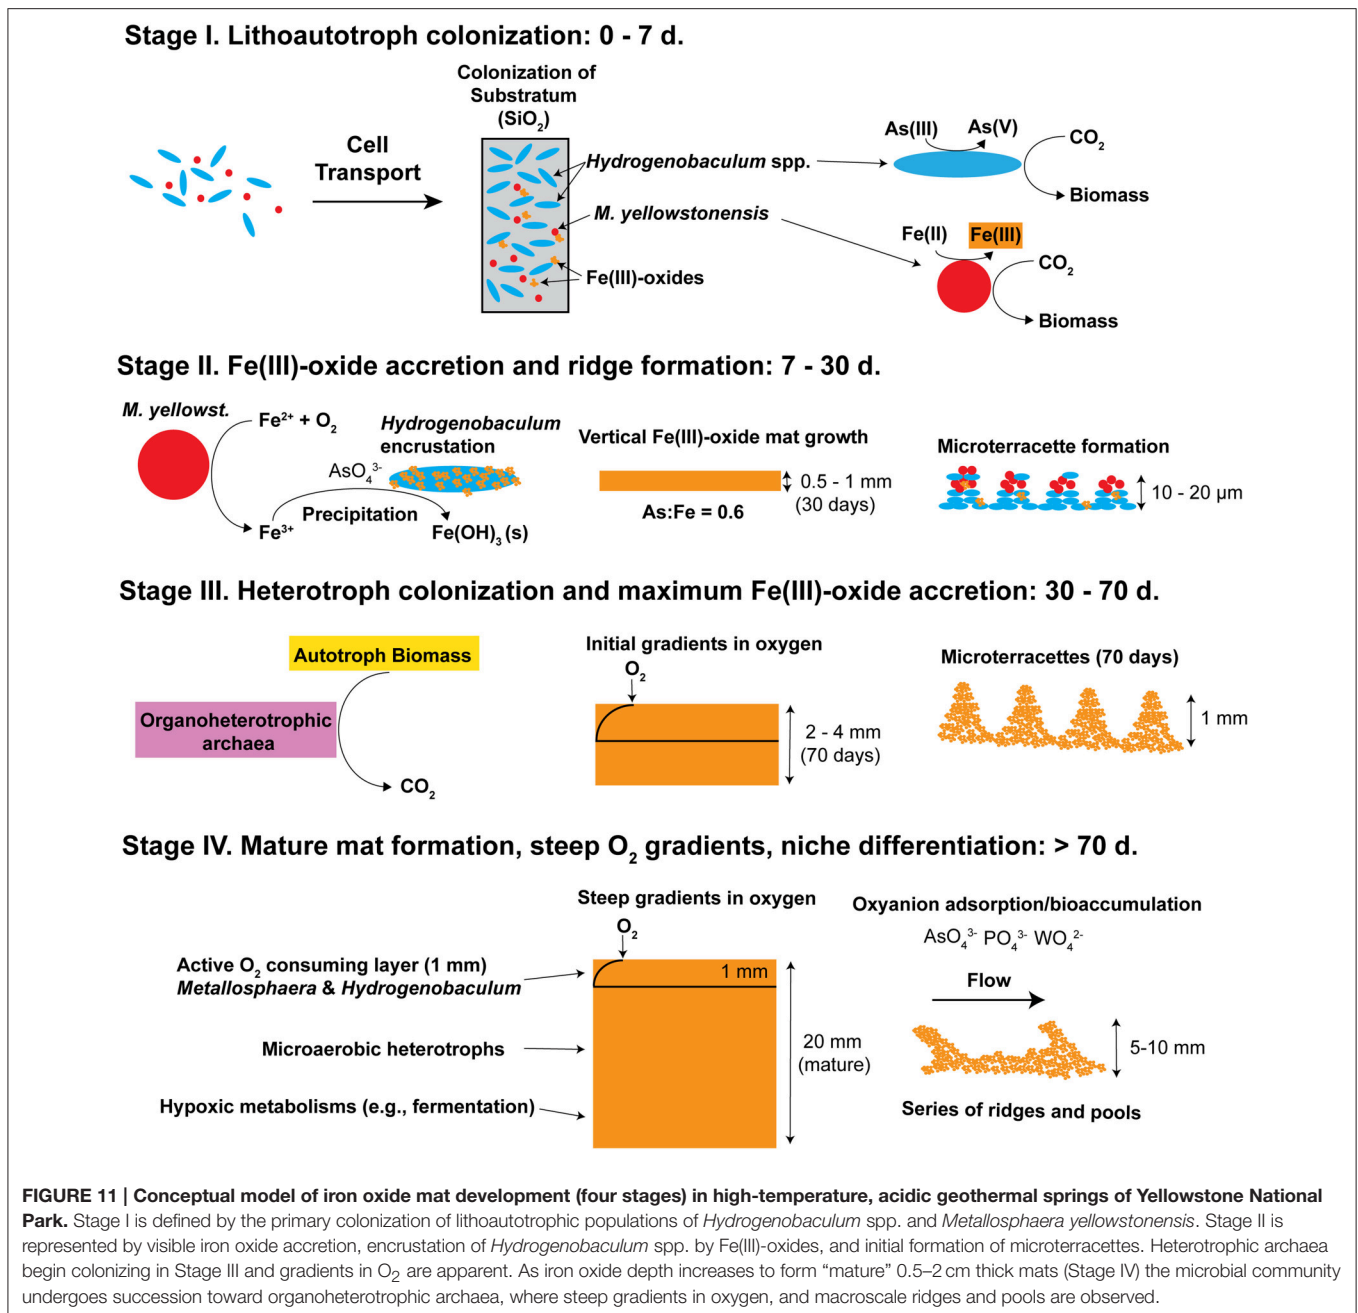 Stage I. Lithoautotroph colonization: 0 - 7 d.
Colonization of
Substratum
(SiO2)
Cell
Transport
Hydrogenobaculum spp.
M. yellowstonensis
Fe(III)-oxides
As(III)
As(V)
CO2
Biomass
Fe(II)
Fe(III)
CO2
Biomass
Stage II. Fe(III)-oxide accretion and ridge formation: 7 - 30 d.
M. yellowst.
Fe2+ + O2
Hydrogenobaculum
encrustation
AsO4 3-
Precipitation
Fe3+
Fe(OH)3 (s)
Vertical Fe(III)-oxide mat growth
0.5 - 1 mm
(30 days)
As:Fe = 0.6
Microterracette formation
10 - 20 µm
Stage III. Heterotroph colonization and maximum Fe(III)-oxide accretion: 30 - 70 d.
Autotroph Biomass
Organoheterotrophic
archaea
CO2
Initial gradients in oxygen
O2
2 - 4 mm
(70 days)
Microterracettes (70 days)
1 mm
Stage IV. Mature mat formation, steep O2 gradients, niche differentiation: > 70 d.
Steep gradients in oxygen
O2
Active O2 consuming layer (1 mm)
Metallosphaera & Hydrogenobaculum
1 mm
Microaerobic heterotrophs
20 mm
(mature)
Hypoxic metabolisms (e.g., fermentation)
Oxyanion adsorption/bioaccumulation
AsO4 3- PO4 3- WO4 2-
Flow
5-10 mm
Series of ridges and pools
FIGURE 11 | Conceptual model of iron oxide mat development (four stages) in high-temperature, acidic geothermal springs of Yellowstone National
Park. Stage I is defined by the primary colonization of lithoautotrophic populations of Hydrogenobaculum spp. and Metallosphaera yellowstonensis. Stage II is
represented by visible iron oxide accretion, encrustation of Hydrogenobaculum spp. by Fe(III)-oxides, and initial formation of microterracettes. Heterotrophic archaea
begin colonizing in Stage III and gradients in O2 are apparent. As iron oxide depth increases to form “mature” 0.5–2 cm thick mats (Stage IV) the microbial community
undergoes succession toward organoheterotrophic archaea, where steep gradients in oxygen, and macroscale ridges and pools are observed.